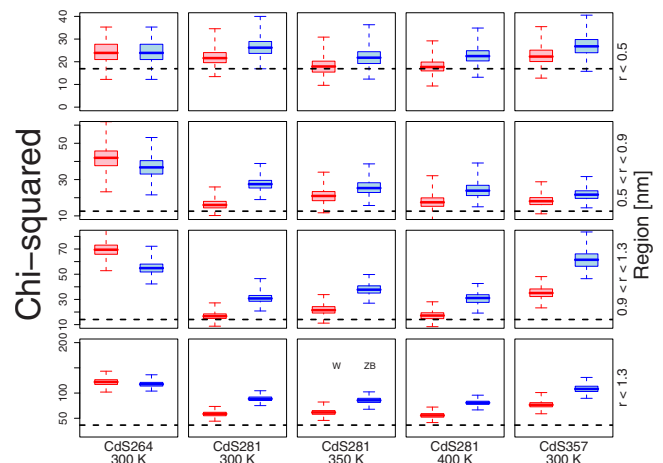 Chi−squared
0 10 20 30 40
r < 0.5
10 30 50
0.5 < r < 0.9
10 30 50 70
0.9 < r < 1.3
50 100 200
r < 1.3
Region [nm]
W ZB
CdS264 CdS281 CdS281 CdS281 CdS357
300 K 300 K 350 K 400 K 300 K